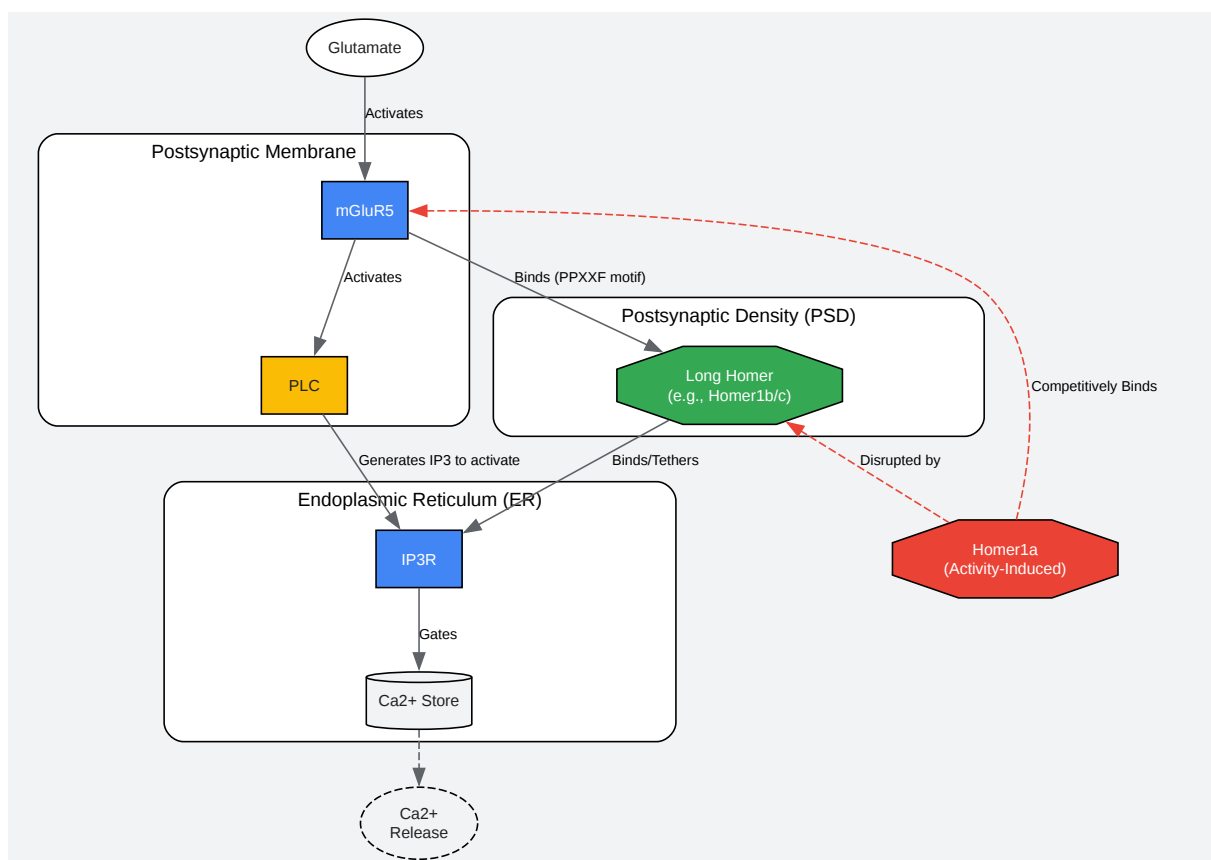 Glutamate
Activates
Postsynaptic Membrane
mGluR5
Activates
Binds (PPXXF motif)
Postsynaptic Density (PSD)
PLC
Long Homer
(e.g., Homer1b/c)
Competitively Binds
Generates IP3 to activate
Binds/Tethers
Disrupted by
Endoplasmic Reticulum (ER)
IP3R
Homer1a
(Activity-Induced)
Gates
Ca2+ Store
Ca2+
Release